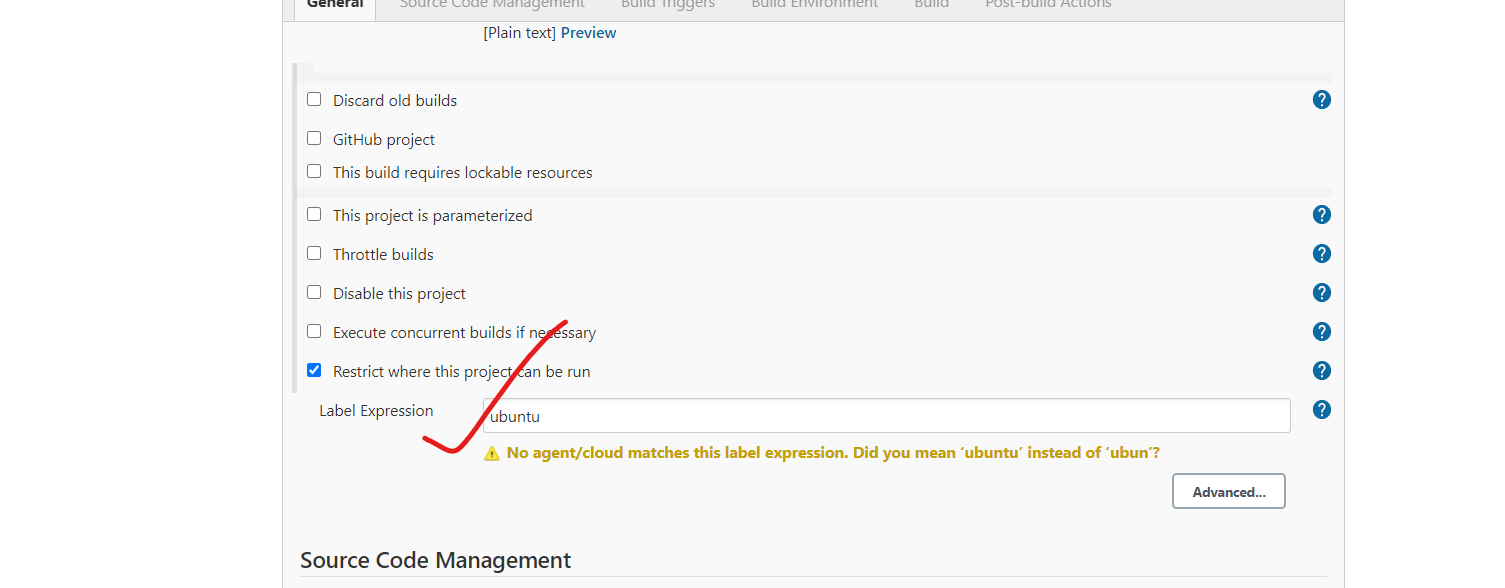 General Source Code Management Build Triggers Build Environment Build Post-build Actions
[Plain text] Preview
Discard old builds ?
GitHub project
This build requires lockable resources
This project is parameterized ?
Throttle builds ?
Disable this project ?
Execute concurrent builds if necessary ?
Restrict where this project can be run ?
Label Expression ubuntu ?
No agent/cloud matches this label expression. Did you mean ‘ubuntu’ instead of ‘ubun’?
Advanced...
Source Code Management